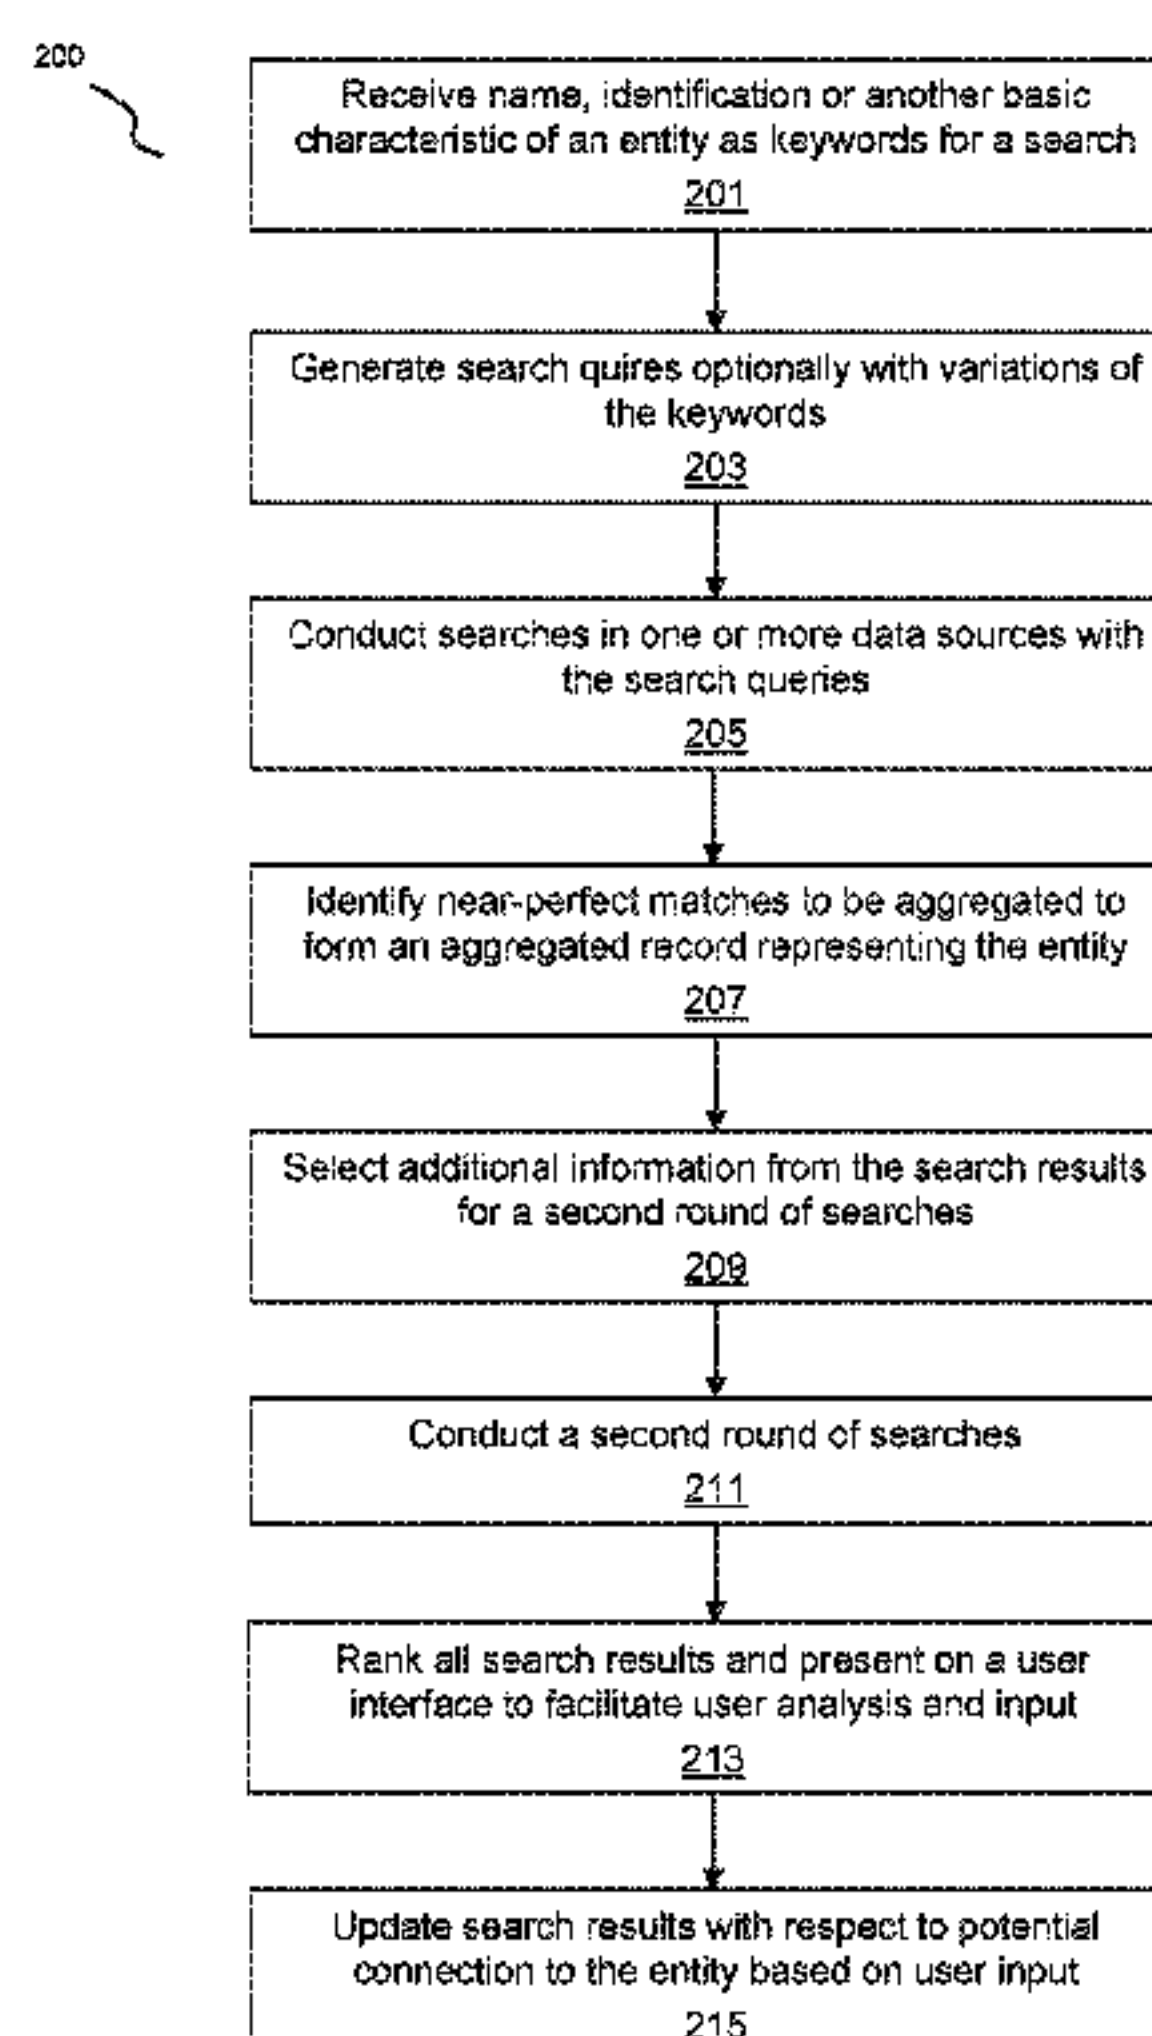 200
Receive name, identification or another basic
characteristic of an entity as keywords for a search
201
Generate search quires optionally with variations of
the keywords
203
Conduct searches in one or more data sources with
the search queries
205
Identify near-perfect matches to be aggregated to
form an aggregated record representing the entity
207
Select additional information from the search results
for a second round of searches
209
Conduct a second round of searches
211
Rank all search results and present on a user
interface to facilitate user analysis and input
213
Update search results with respect to potential
connection to the entity based on user input
215